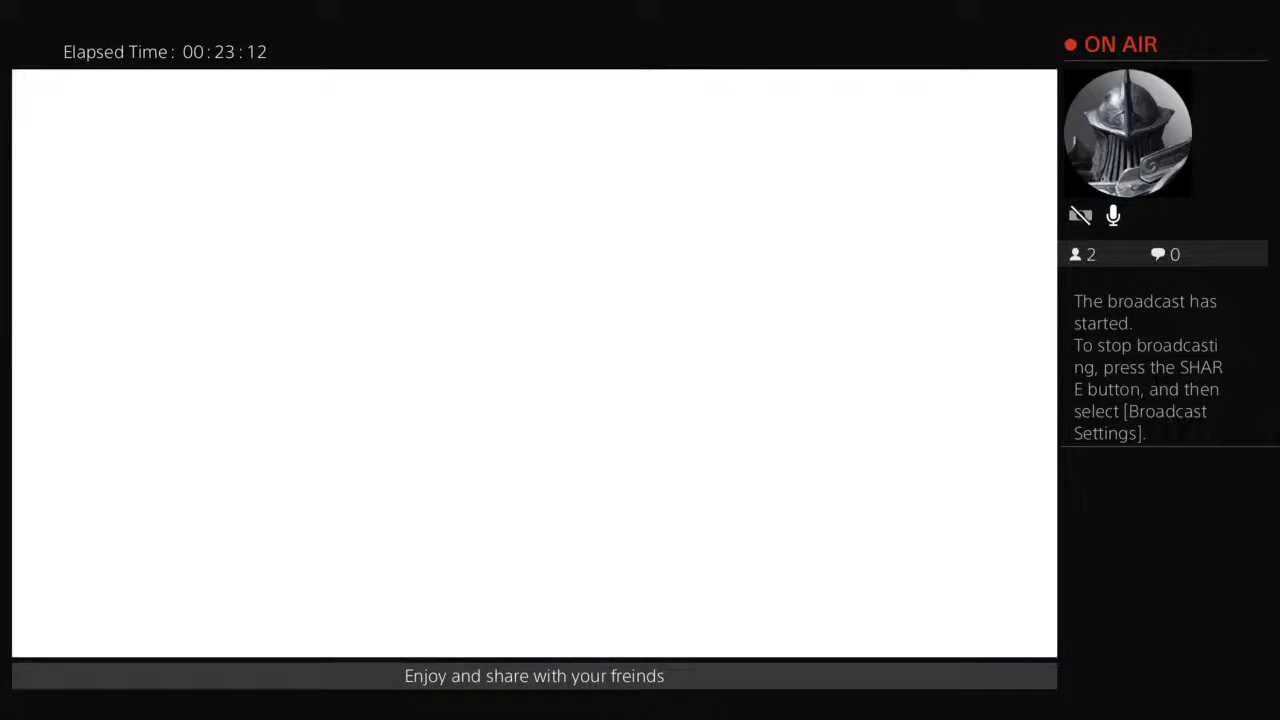 Elapsed Time: 00:23:12
ON AIR
2 0
The broadcast has
started.
To stop broadcasti
ng, press the SHAR
E button, and then
select [Broadcast
Settings].
Enjoy and share with your freinds